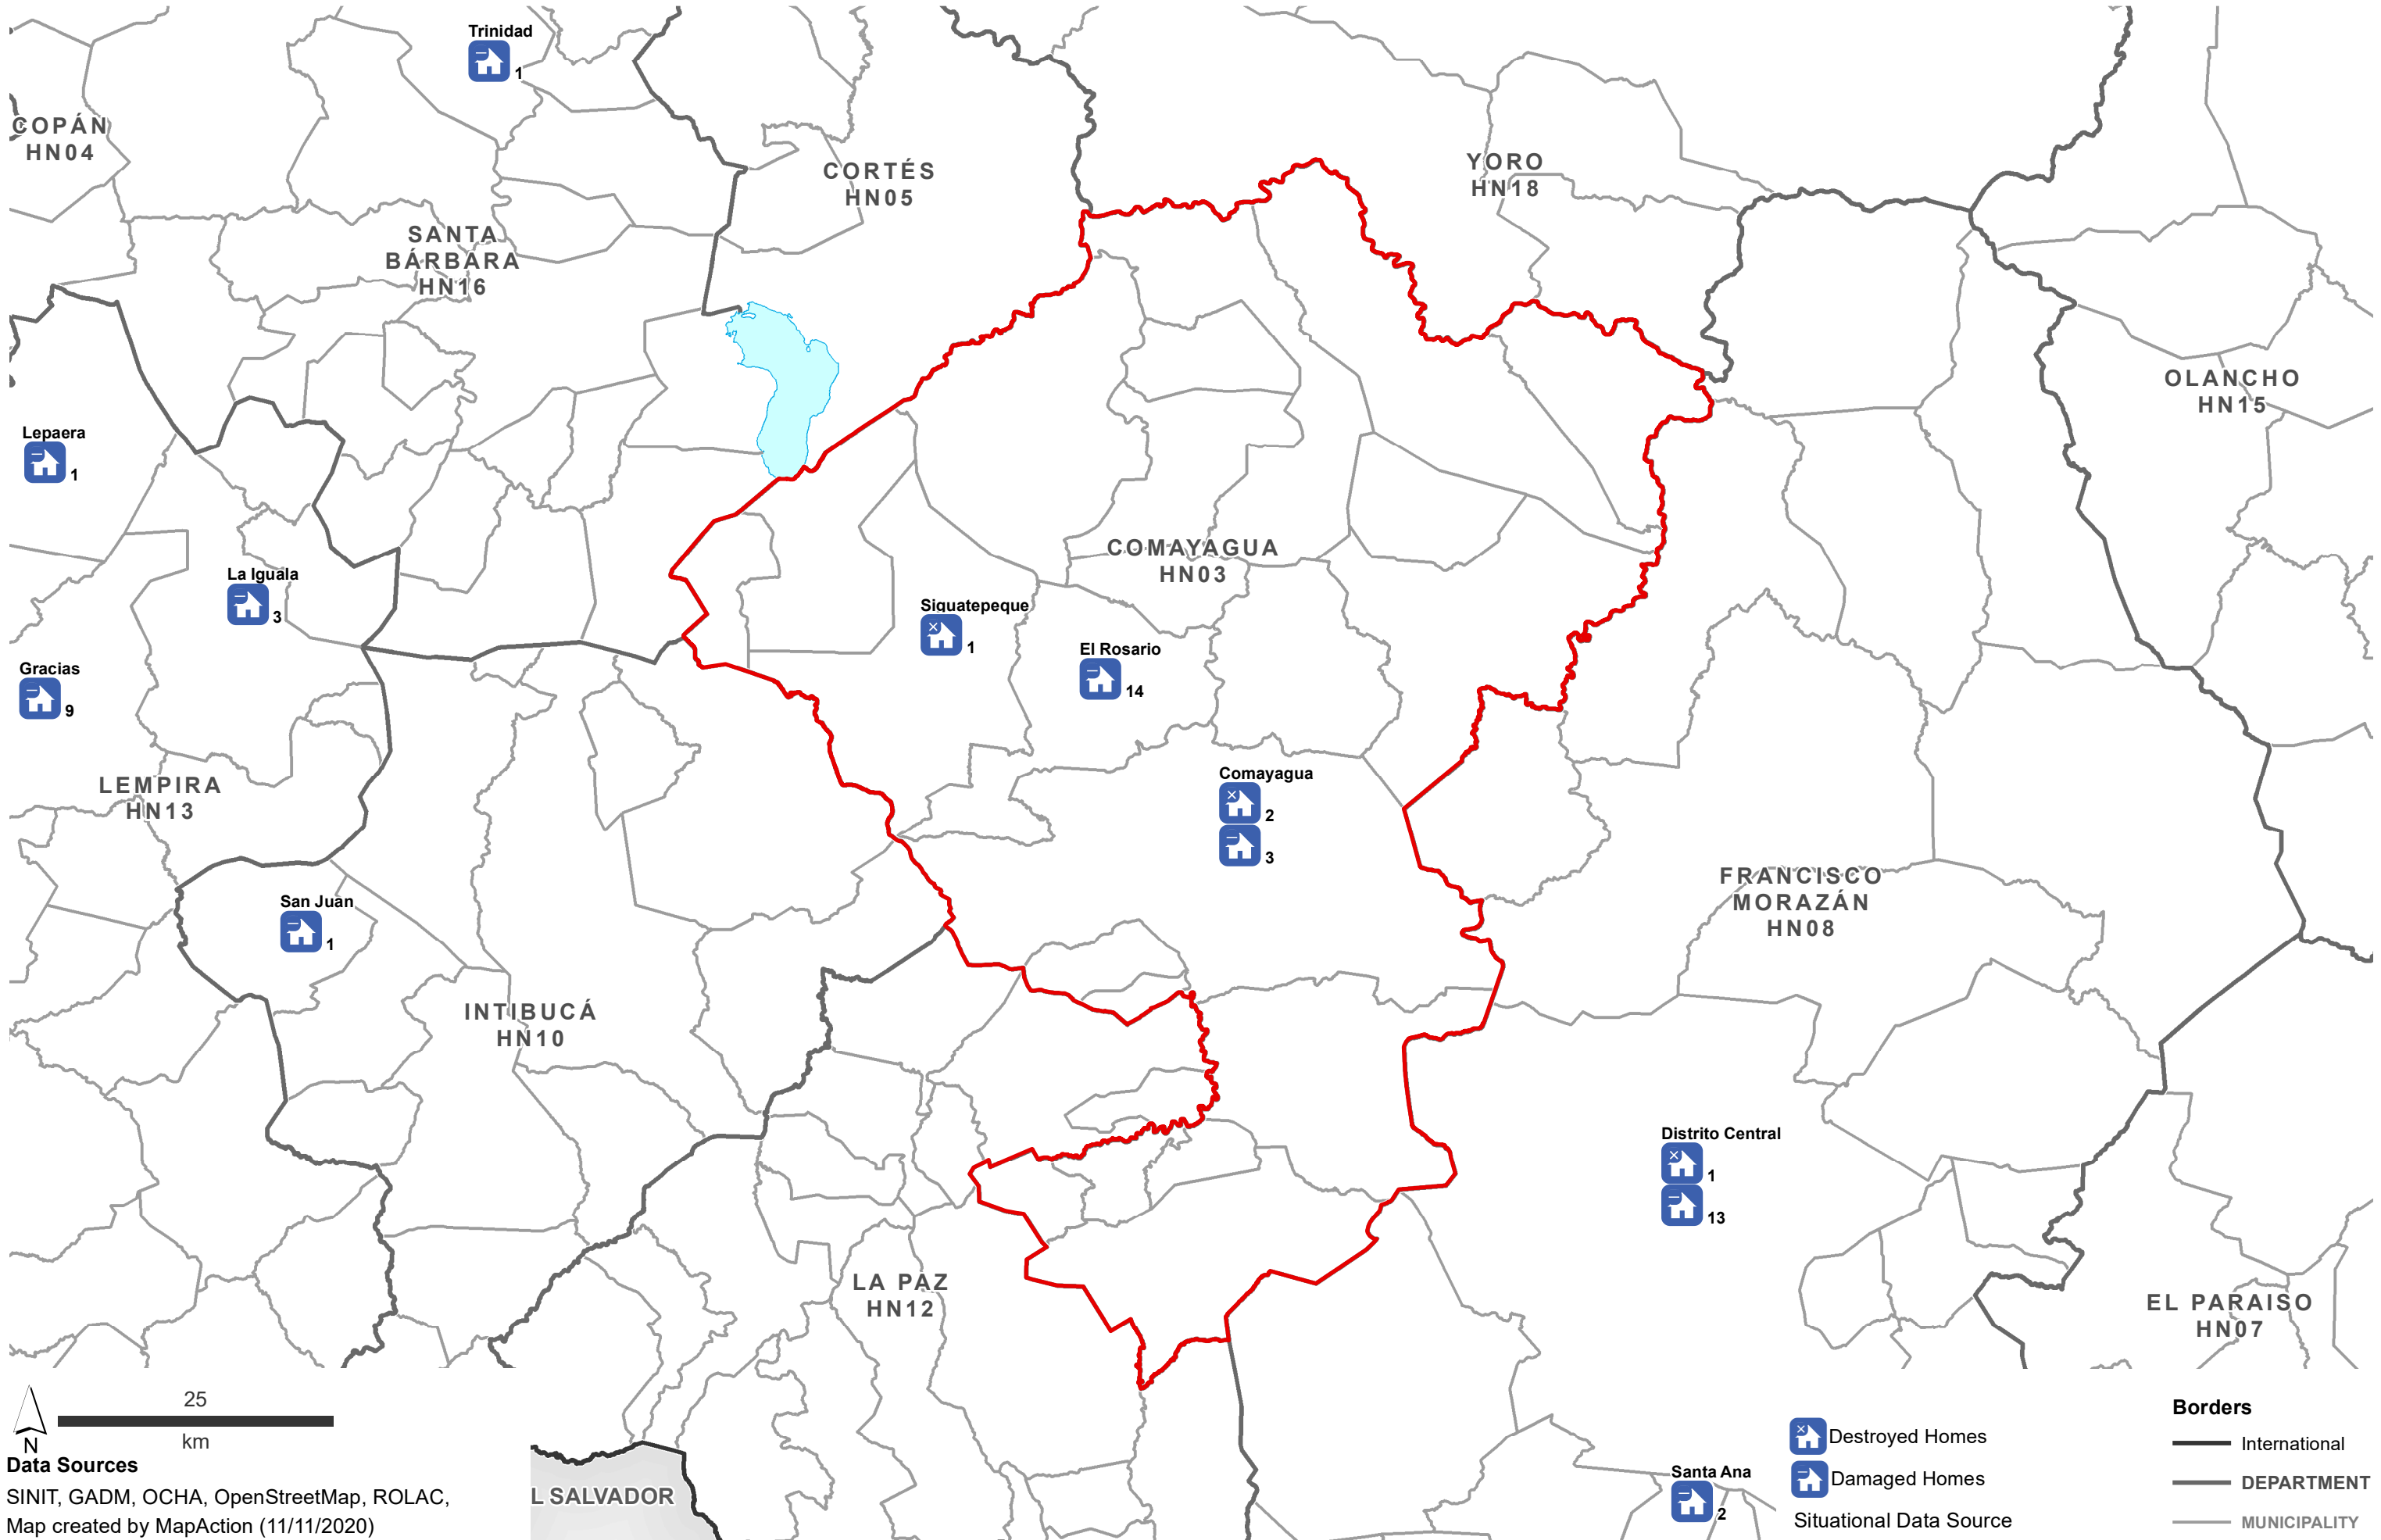 Trinidad
1
COPÁN
HN04
CORTÉS
HN05
YORO
HN18
SANTA
BÁRBARA
HN16
OLANCHO
HN15
Lepaera
1
COMAYAGUA
HN03
La Iguala
3
Siguatepeque
1
El Rosario
14
Gracias
9
LEMPIRA
HN13
Comayagua
2
3
FRANCISCO
MORAZÁN
HN08
San Juan
1
INTIBUCÁ
HN10
Distrito Central
1
13
LA PAZ
HN12
EL PARAISO
HN07
25
km
N
Data Sources
SINIT, GADM, OCHA, OpenStreetMap, ROLAC,
Map created by MapAction (11/11/2020)
L SALVADOR
Santa Ana
2
Destroyed Homes
Damaged Homes
Situational Data Source
Borders
International
DEPARTMENT
MUNICIPALITY